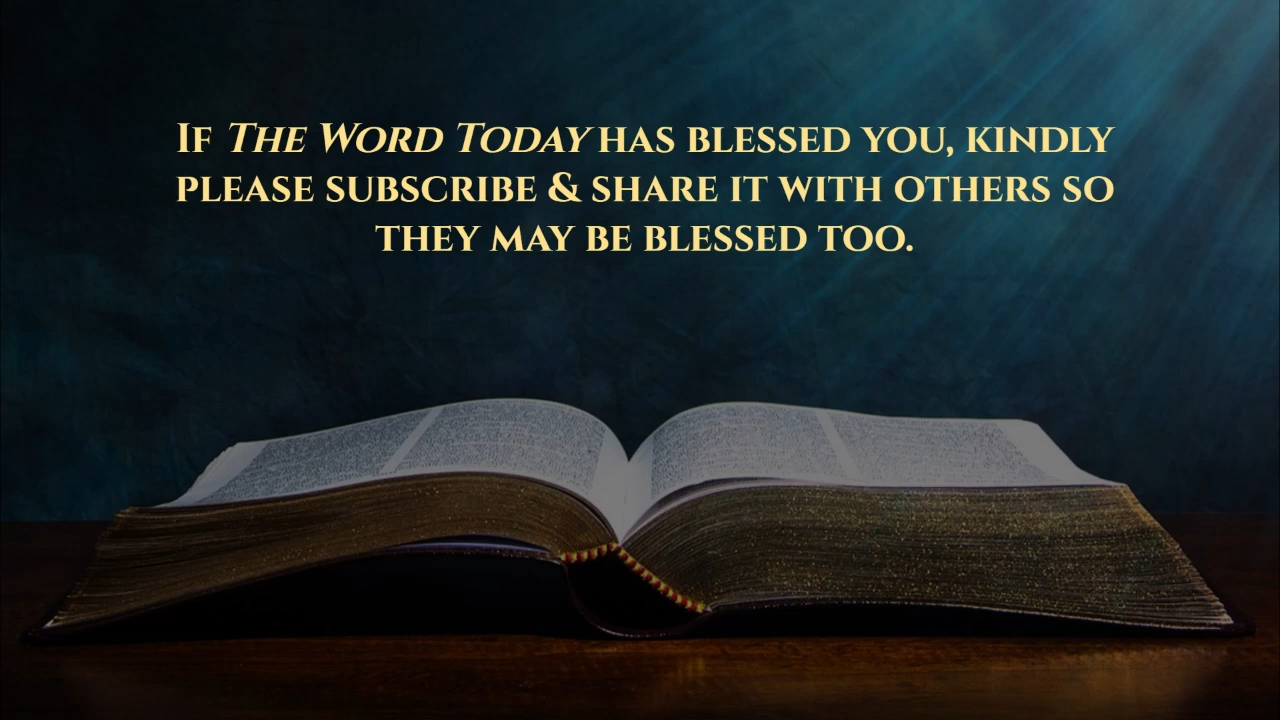 If The Word Today has blessed you, kindly
please subscribe & share it with others so
they may be blessed too.